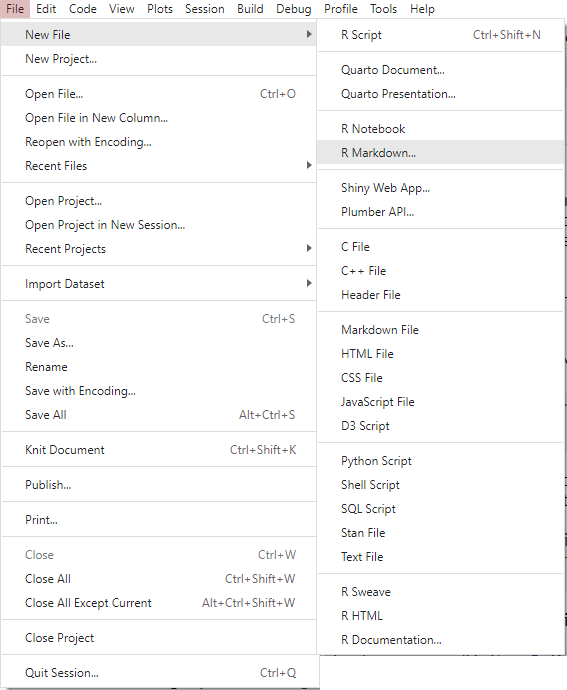 File Edit Code View Plots Session Build Debug Profile Tools Help
New File
New Project...
Open File... Ctrl+O
Open File in New Column...
Reopen with Encoding...
Recent Files
Open Project...
Open Project in New Session...
Recent Projects
Import Dataset
Save Ctrl+S
Save As...
Rename
Save with Encoding...
Save All Alt+Ctrl+S
Knit Document Ctrl+Shift+K
Publish...
Print...
Close Ctrl+W
Close All Ctrl+Shift+W
Close All Except Current Alt+Ctrl+Shift+W
Close Project
Quit Session... Ctrl+Q
R Script Ctrl+Shift+N
Quarto Document...
Quarto Presentation...
R Notebook
R Markdown...
Shiny Web App...
Plumber API...
C File
C++ File
Header File
Markdown File
HTML File
CSS File
JavaScript File
D3 Script
Python Script
Shell Script
SQL Script
Stan File
Text File
R Sweave
R HTML
R Documentation...